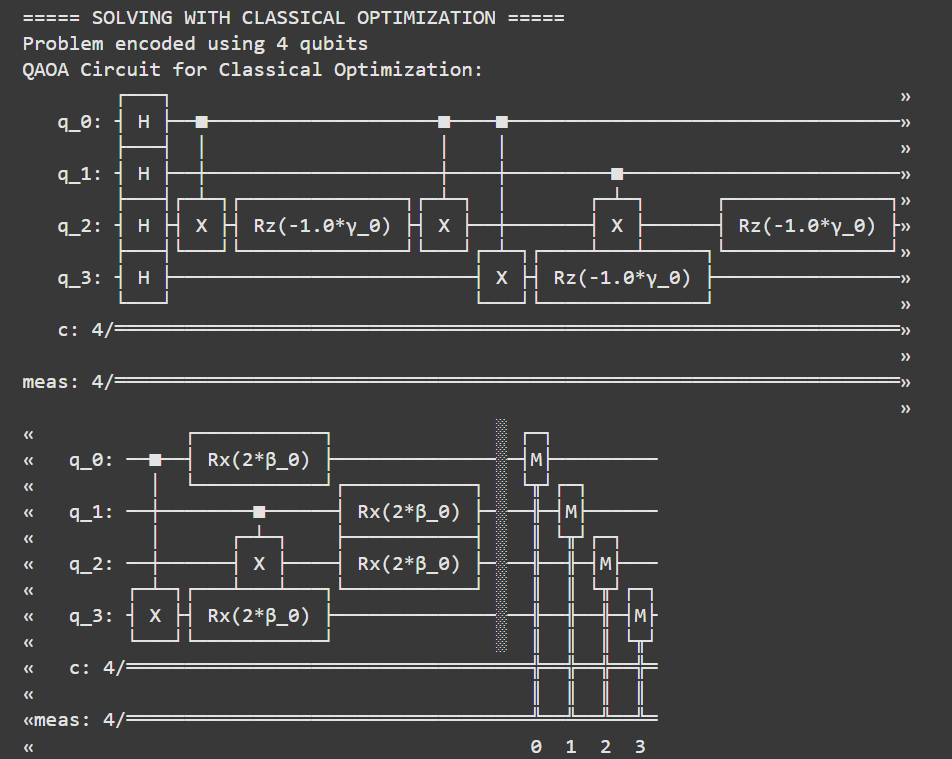 ===== SOLVING WITH CLASSICAL OPTIMIZATION =====
Problem encoded using 4 qubits
QAOA Circuit for Classical Optimization:
»
q_0: H »
»
q_1: H »
»
q_2: H X Rz(-1.0*γ_0) X X Rz(-1.0*γ_0) »
»
q_3: H X Rz(-1.0*γ_0) »
»
c: 4/ »
»
meas: 4/ »
»
«
« q_0: Rx(2*β_0) M
«
« q_1: Rx(2*β_0) M
«
« q_2: X Rx(2*β_0) M
«
« q_3: X Rx(2*β_0) M
«
« c: 4/
«
«meas: 4/
« 0 1 2 3